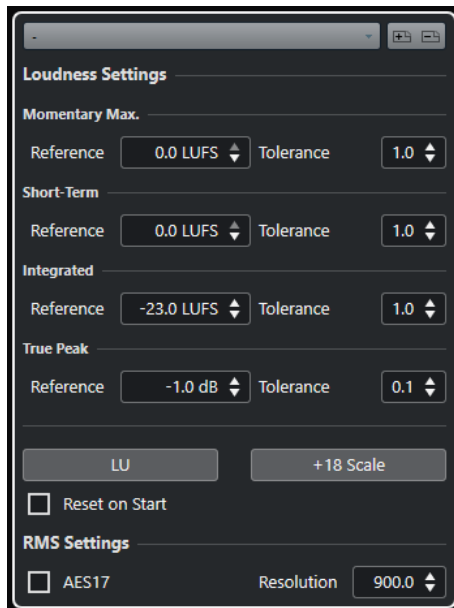 -
Loudness Settings
Momentary Max.
Reference 0.0 LUFS Tolerance 1.0
Short-Term
Reference 0.0 LUFS Tolerance 1.0
Integrated
Reference -23.0 LUFS Tolerance 1.0
True Peak
Reference -1.0 dB Tolerance 0.1
LU +18 Scale
Reset on Start
RMS Settings
AES17 Resolution 900.0